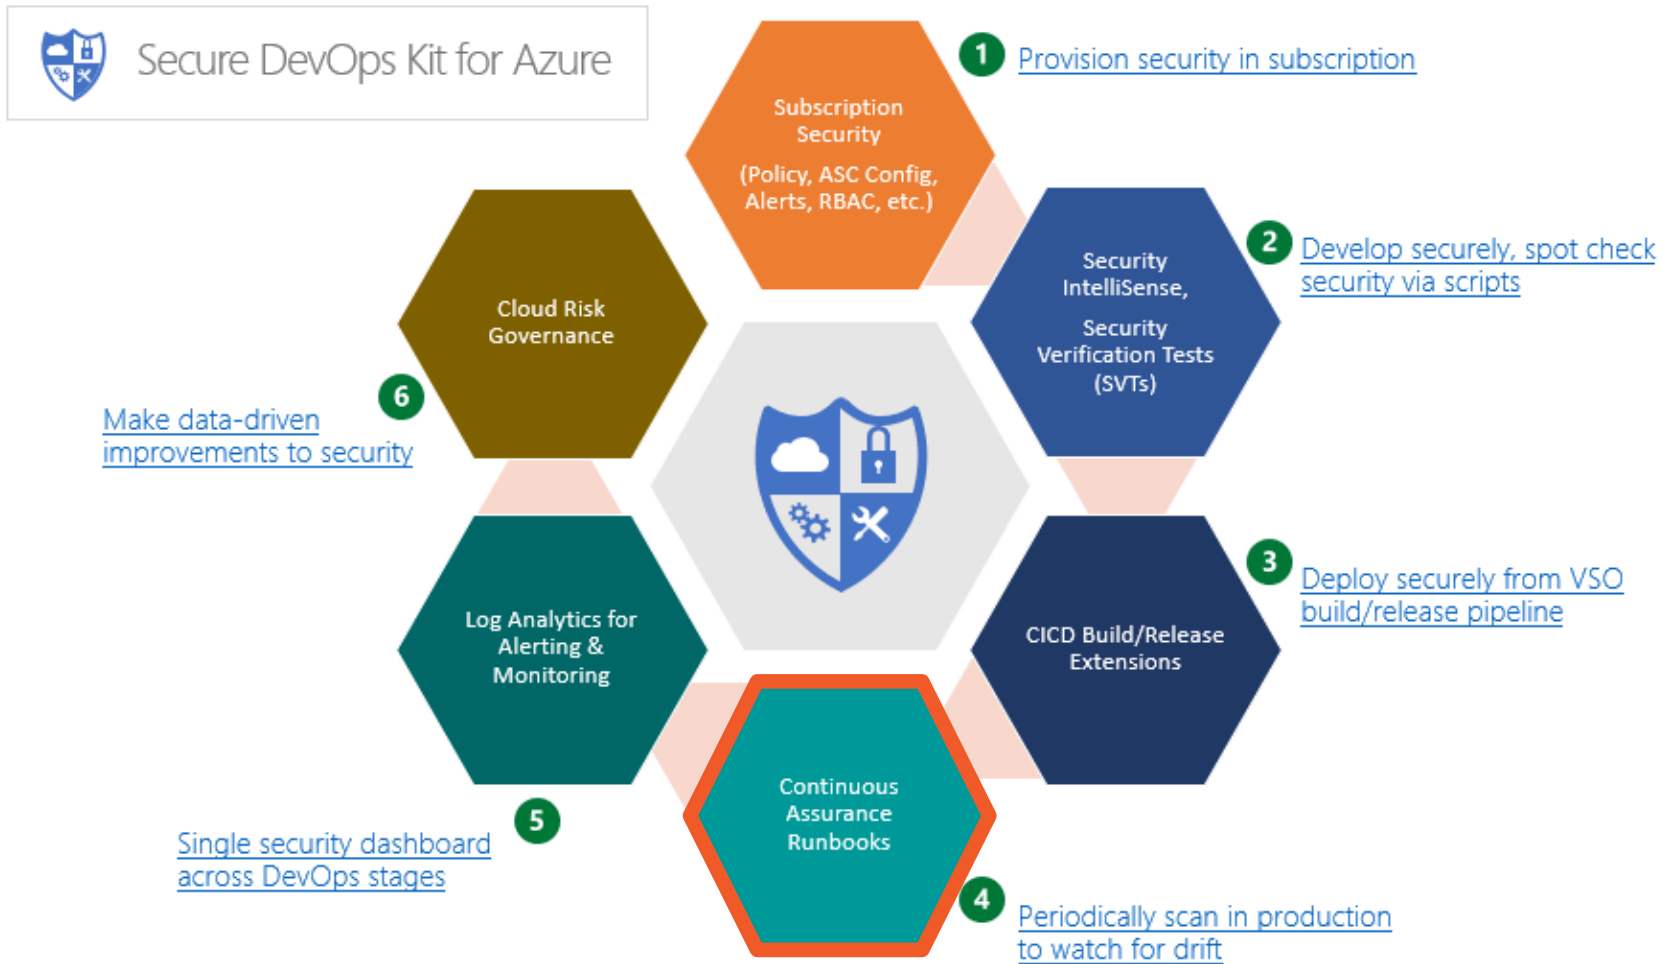 Secure DevOps Kit for Azure
Subscription
Security
(Policy, ASC Config,
Alerts, RBAC, etc.)
1
Provision security in subscription
Security
IntelliSense,
Security
Verification Tests
(SVTs)
2
Develop securely, spot check
security via scripts
CICD Build/Release
Extensions
3
Deploy securely from VSO
build/release pipeline
Continuous
Assurance
Runbooks
4
Periodically scan in production
to watch for drift
Log Analytics for
Alerting &
Monitoring
5
Single security dashboard
across DevOps stages
Cloud Risk
Governance
6
Make data-driven
improvements to security